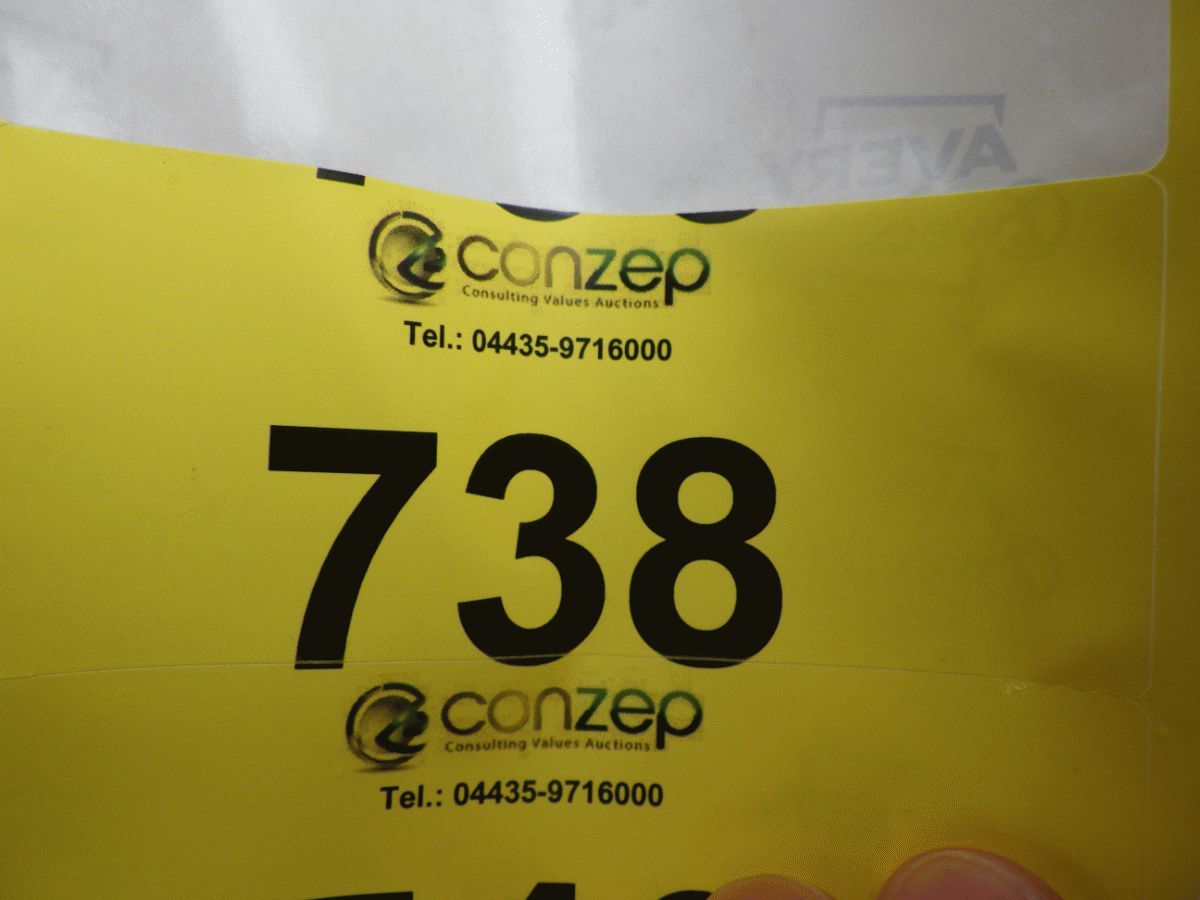 AVERY
conzep
Consulting Values Auctions
Tel.: 04435-9716000
738
conzep
Consulting Values Auctions
Tel.: 04435-9716000